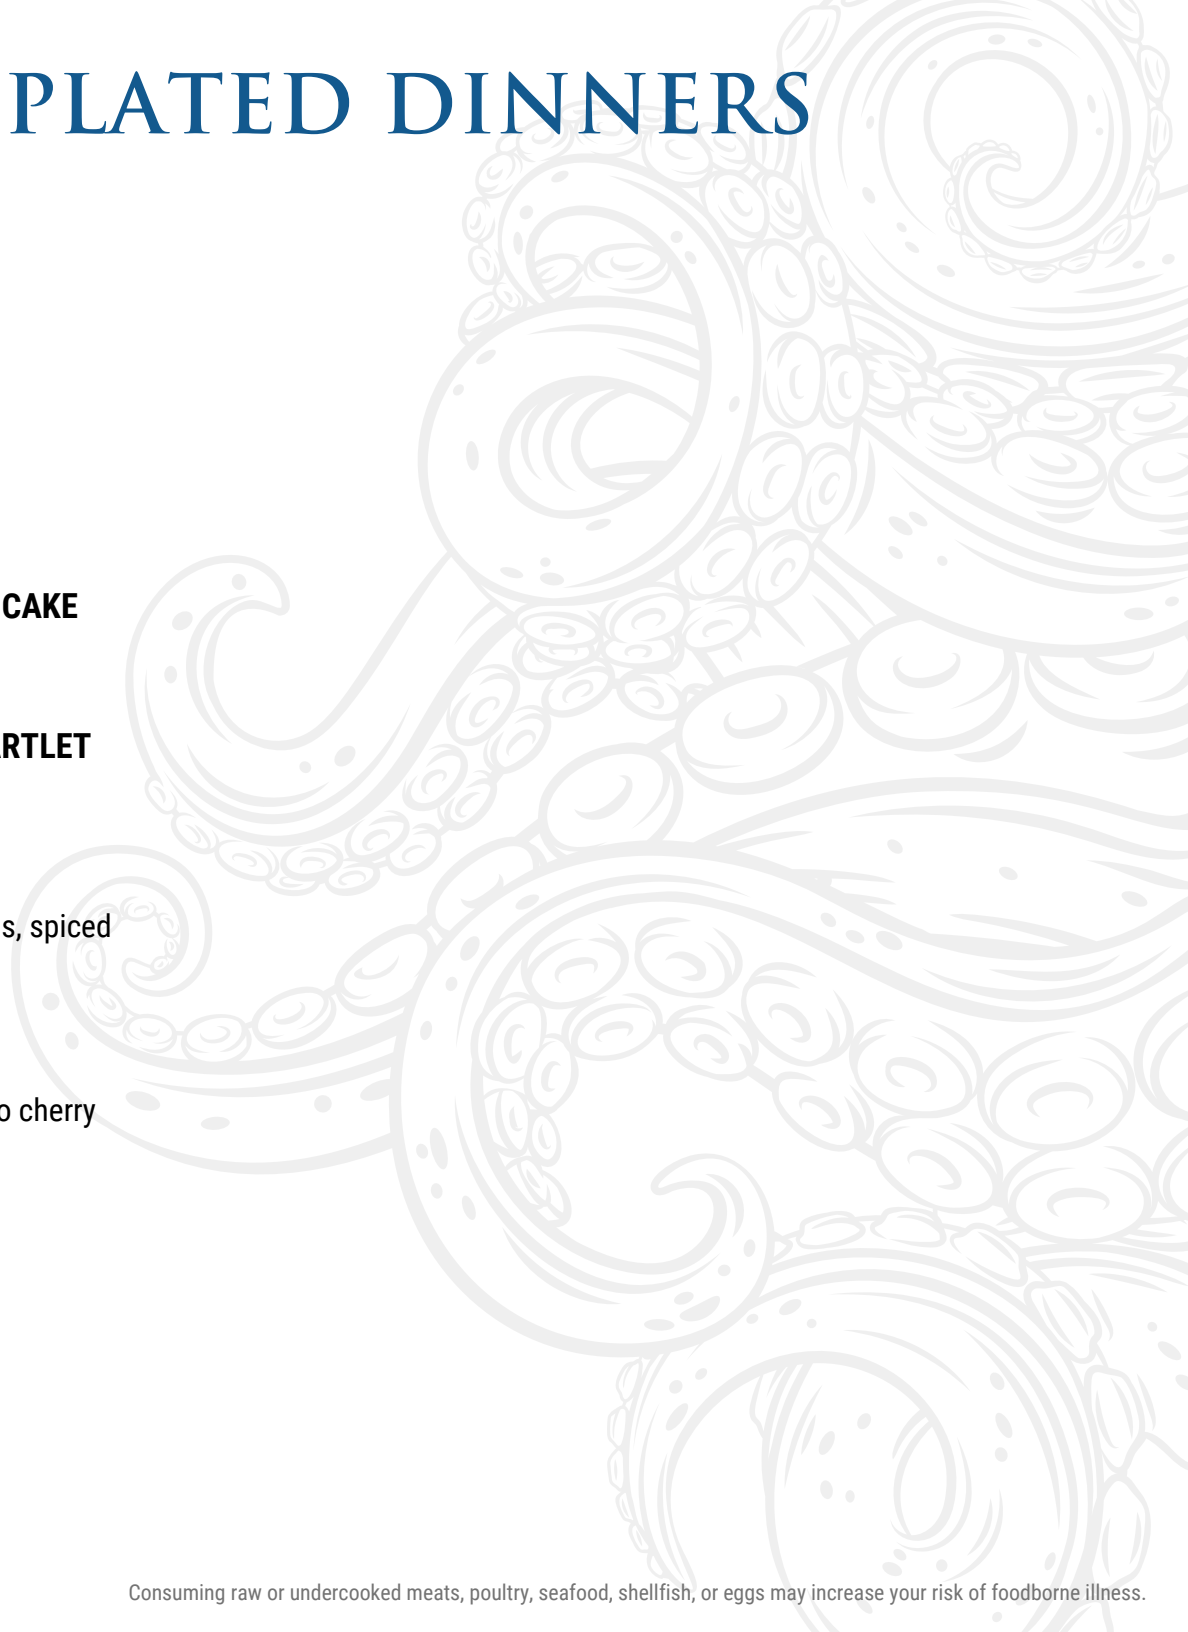 PLATED DINNERS
CAKE
RTLET
s, spiced
o cherry
Consuming raw or undercooked meats, poultry, seafood, shellfish, or eggs may increase your risk of foodborne illness.